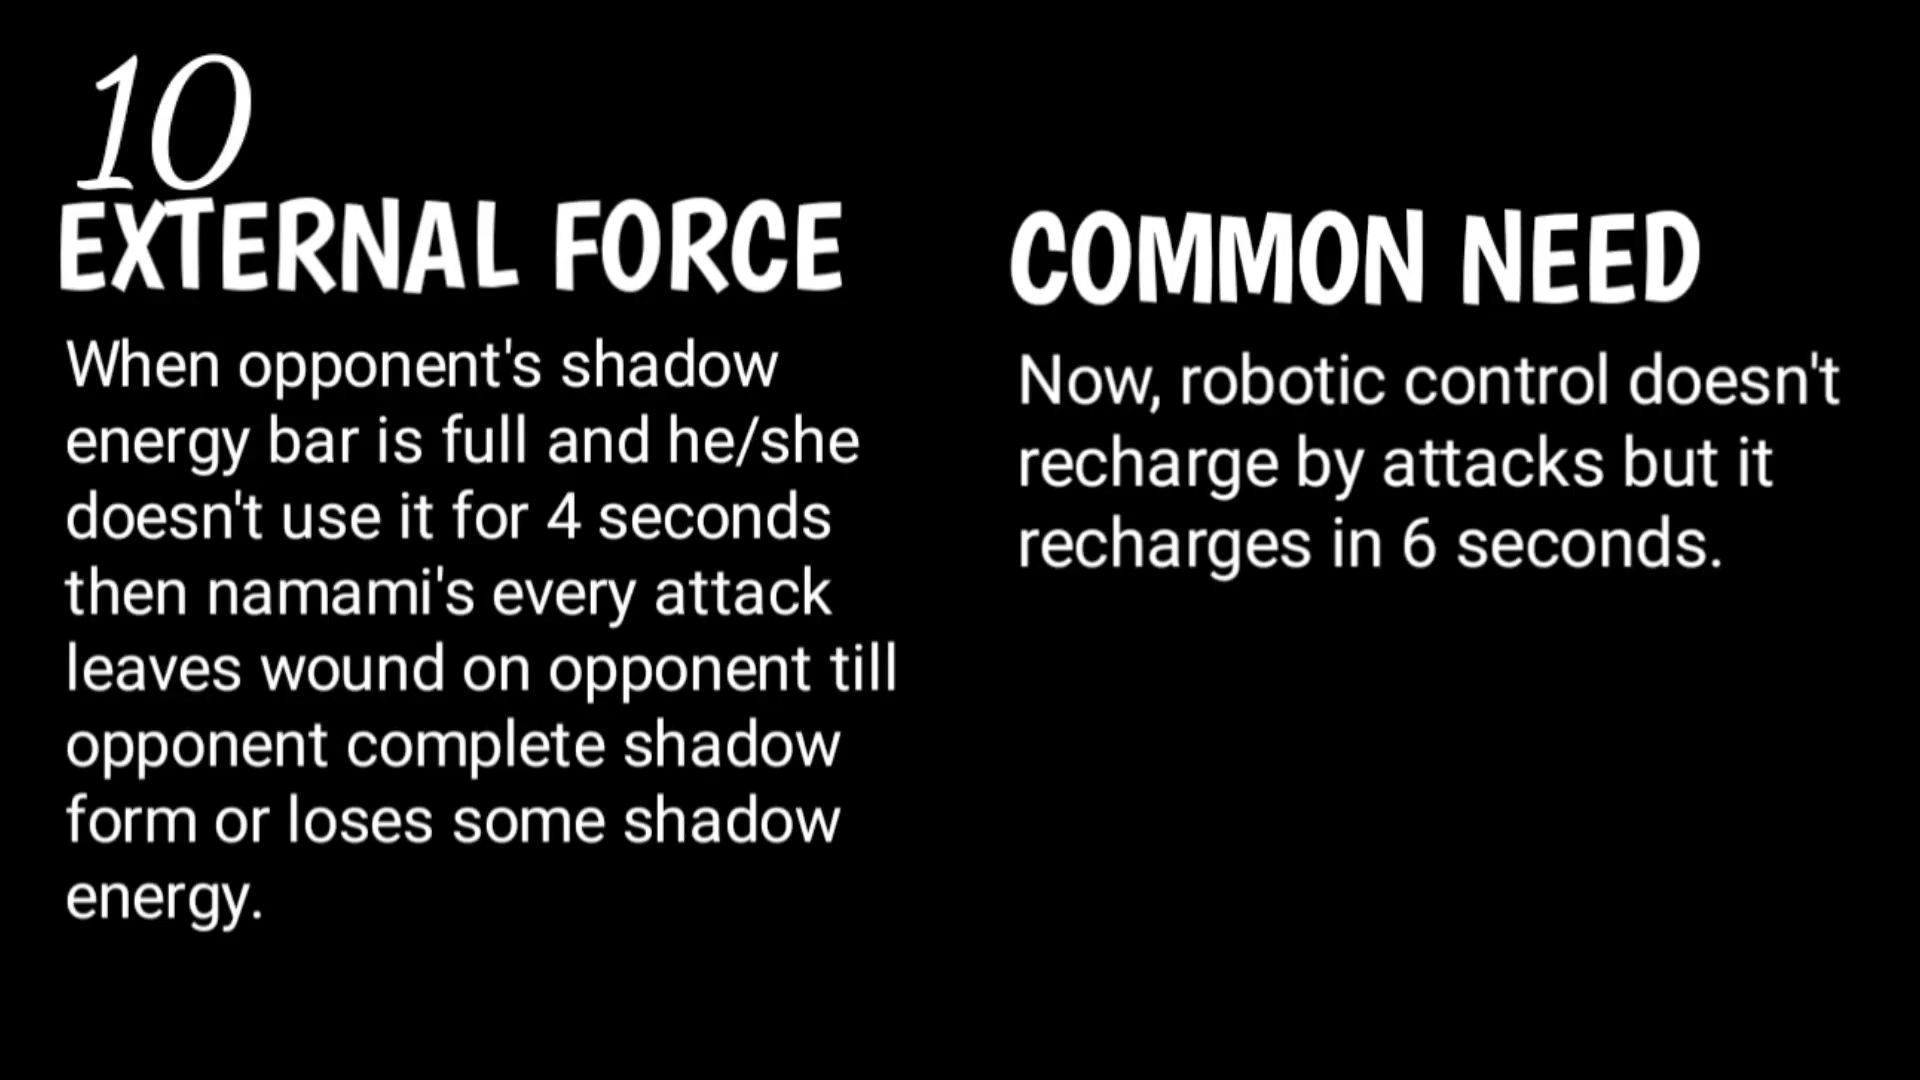 10
EXTERNAL FORCE
When opponent's shadow
energy bar is full and he/she
doesn't use it for 4 seconds
then namami's every attack
leaves wound on opponent till
opponent complete shadow
form or loses some shadow
energy.
COMMON NEED
Now, robotic control doesn't
recharge by attacks but it
recharges in 6 seconds.